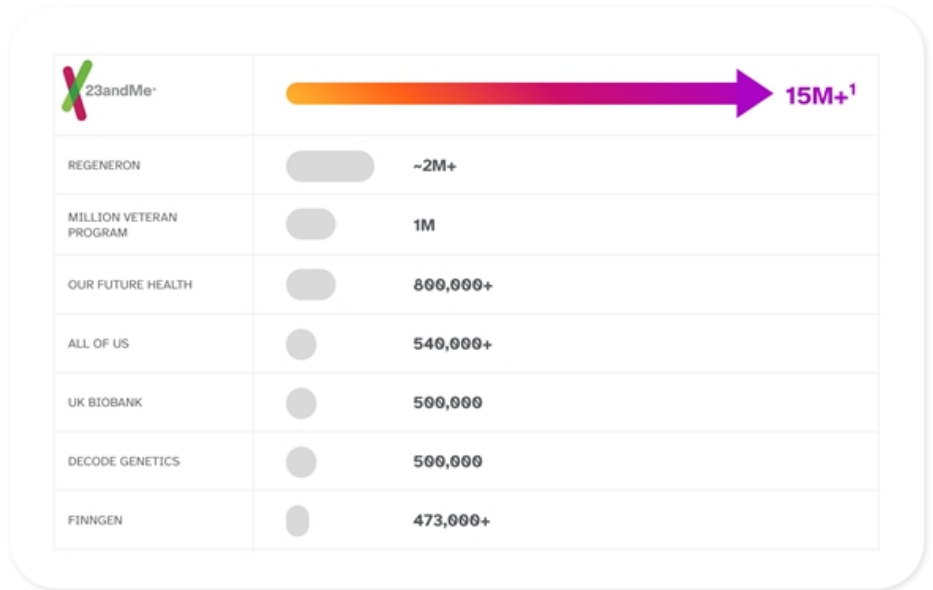 23andMe®
15M+¹
REGENERON
~2M+
MILLION VETERAN
PROGRAM
1M
OUR FUTURE HEALTH
800,000+
ALL OF US
540,000+
UK BIOBANK
500,000
DECODE GENETICS
500,000
FINNGEN
473,000+